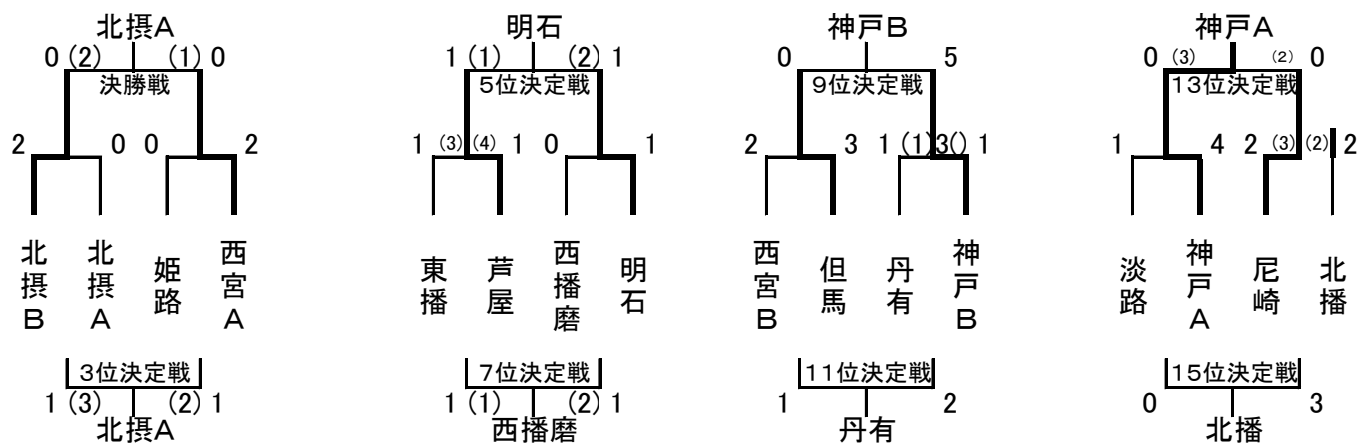 北摂A 明石 神戸B 神戸A
0 (2) (1) 0 1 (1) (2) 1 0 5 0 (3) (2) 0
決勝戦 5位決定戦 9位決定戦 13位決定戦
2 0 0 2 1 (3) (4) 1 0 1 2 3 1 (1)3() 1 1 4 2 (3) (2) 2
北摂B 北摂A 姫路 西宮A 東播 芦屋 西播磨 明石 西宮B 但馬 丹有 神戸B 淡路 神戸A 尼崎 北播
3位決定戦 7位決定戦 11位決定戦 15位決定戦
1 (3) (2) 1 1 (1) (2) 1 1 2 0 3
北摂A 西播磨 丹有 北播